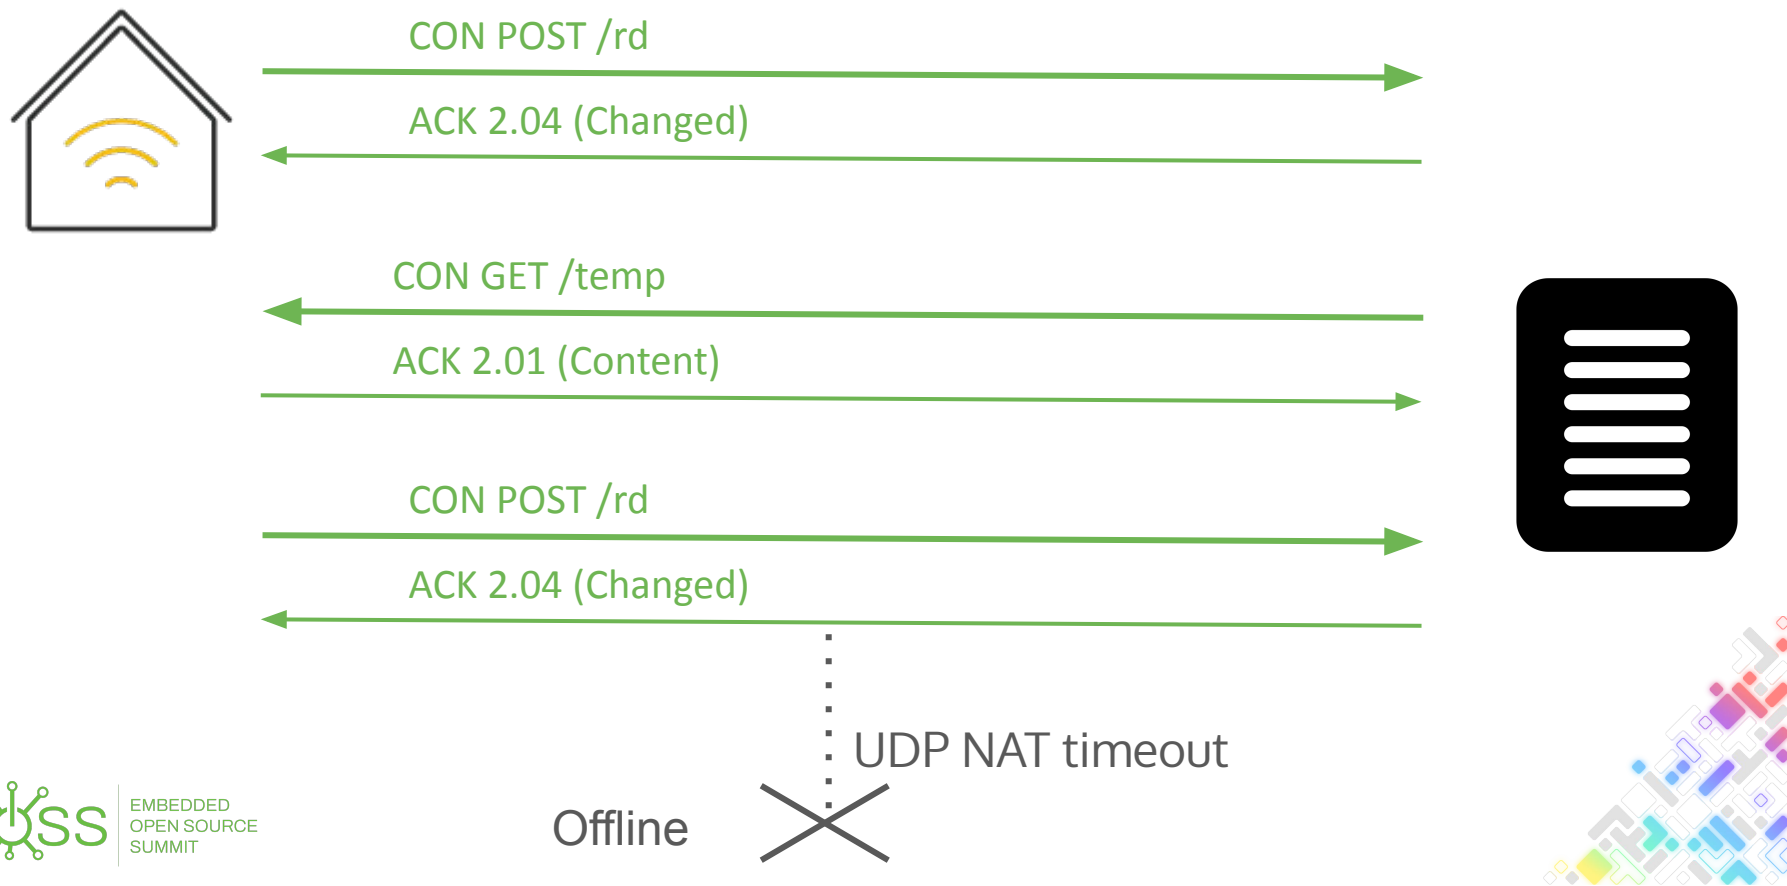 CON POST /rd
ACK 2.04 (Changed)
CON GET /temp
ACK 2.01 (Content)
CON POST /rd
ACK 2.04 (Changed)
UDP NAT timeout
Offline
OSS
EMBEDDED
OPEN SOURCE
SUMMIT